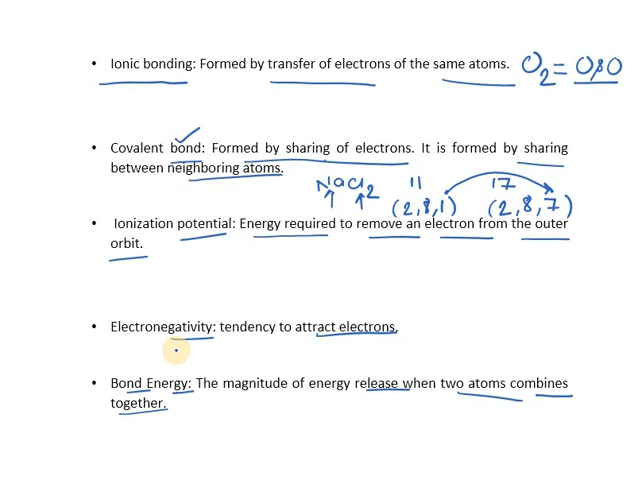 • Ionic bonding: Formed by transfer of electrons of the same atoms. O2 = O8O
• Covalent bond: Formed by sharing of electrons. It is formed by sharing
between neighboring atoms.
NaCl2 11 17
(2,8,1) (2,8,7)
• Ionization potential: Energy required to remove an electron from the outer
orbit.
• Electronegativity: tendency to attract electrons.
• Bond Energy: The magnitude of energy release when two atoms combines
together.